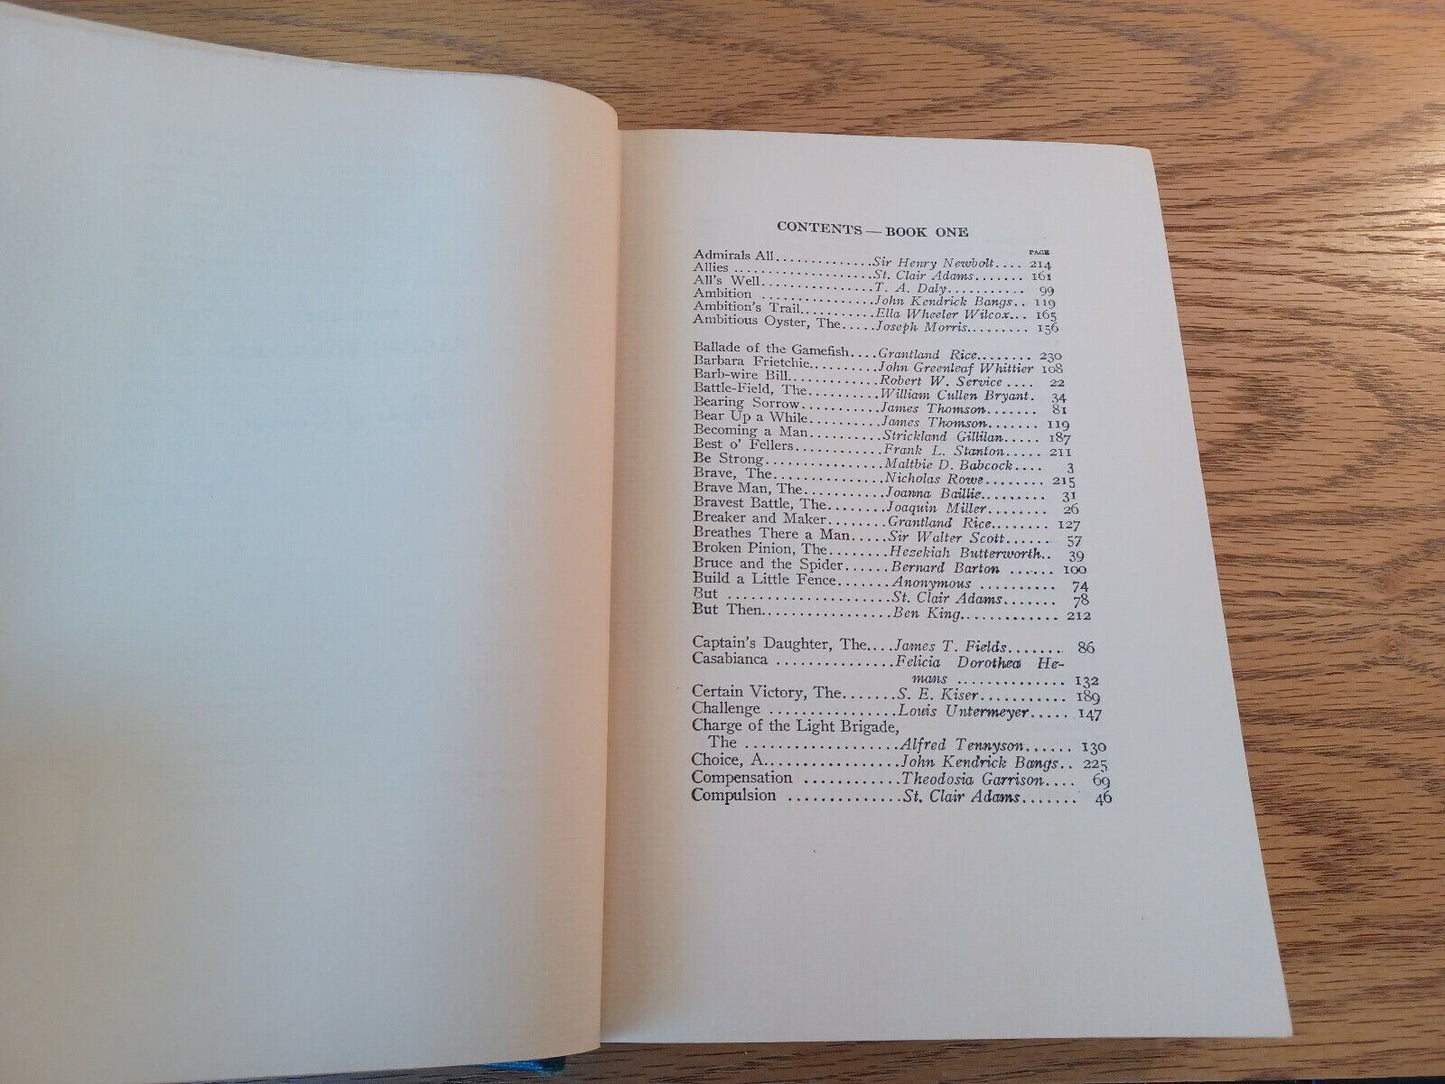 CONTENTS — BOOK ONE
PAGE
Admirals All..............Sir Henry Newbolt.... 214
Allies ....................St. Clair Adams....... 161
All's Well................T. A. Daly........... 99
Ambition ................John Kendrick Bangs.. 119
Ambition's Trail..........Ella Wheeler Wilcox... 165
Ambitious Oyster, The.....Joseph Morris......... 156
Ballade of the Gamefish....Grantland Rice........ 230
Barbara Frietchie..........John Greenleaf Whittier 108
Barb-wire Bill.............Robert W. Service .... 22
Battle-Field, The..........William Cullen Bryant. 34
Bearing Sorrow...........James Thomson....... 81
Bear Up a While..........James Thomson....... 119
Becoming a Man..........Strickland Gillilan..... 187
Best o' Fellers............Frank L. Stanton..... 211
Be Strong................Maltbie D. Babcock.... 3
Brave, The...............Nicholas Rowe........ 215
Brave Man, The...........Joanna Baillie......... 31
Bravest Battle, The........Joaquin Miller........ 26
Breaker and Maker........Grantland Rice........ 127
Breathes There a Man.....Sir Walter Scott...... 57
Broken Pinion, The........Hezekiah Butterworth.. 39
Bruce and the Spider......Bernard Barton ...... 100
Build a Little Fence.......Anonymous .......... 74
But .....................St. Clair Adams....... 78
But Then.................Ben King............. 212
Captain's Daughter, The....James T. Fields....... 86
Casabianca ...............Felicia Dorothea He-
mans .............. 132
Certain Victory, The.......S. E. Kiser........... 189
Challenge ................Louis Untermeyer..... 147
Charge of the Light Brigade,
The ....................Alfred Tennyson...... 130
Choice, A.................John Kendrick Bangs.. 225
Compensation ............Theodosia Garrison.... 69
Compulsion ..............St. Clair Adams....... 46